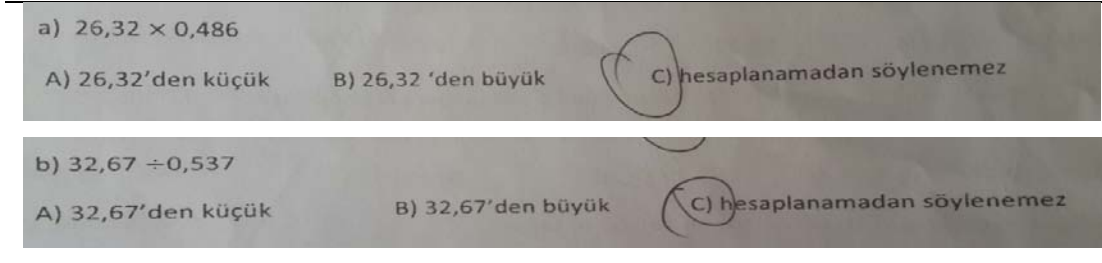 a) 26,32 × 0,486
A) 26,32'den küçük B) 26,32 'den büyük C) hesaplanamadan söylenemez
b) 32,67 ÷0,537
A) 32,67'den küçük B) 32,67'den büyük C) hesaplanamadan söylenemez